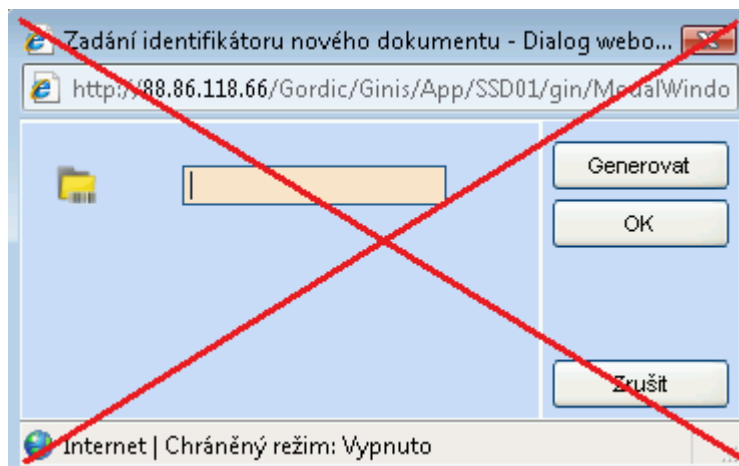 Zadání identifikátoru nového dokumentu - Dialog webo...
http://88.86.118.66/Gordic/Ginis/App/SSD01/gin/ModalWindo
Generovat
OK
Zrušit
Internet | Chráněný režim: Vypnuto